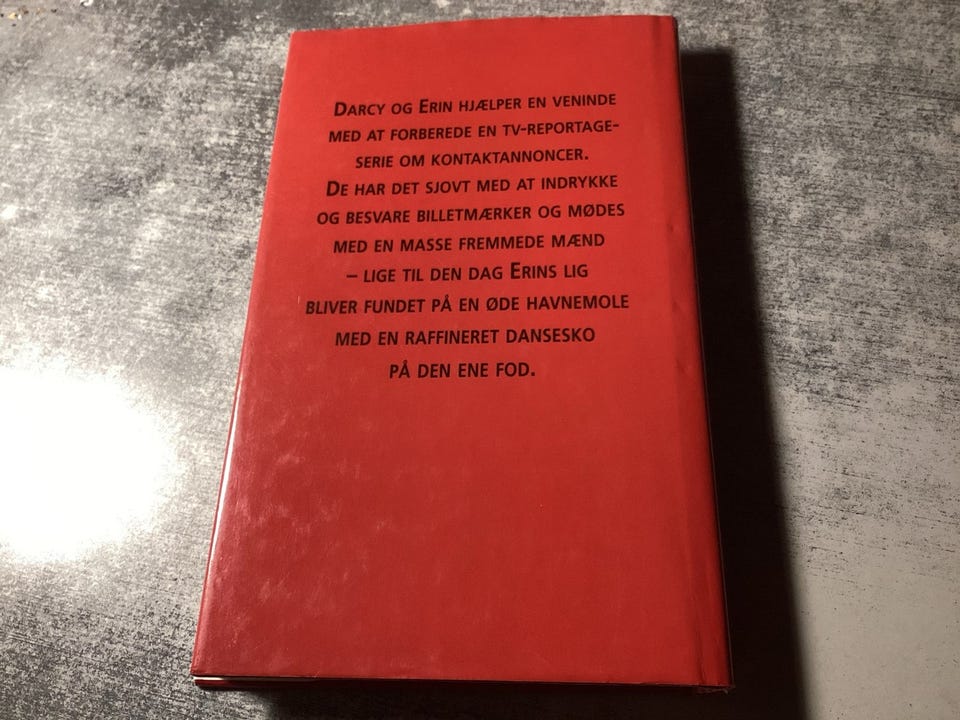 Darcy og Erin hjælper en veninde
med at forberede en tv-reportage-
serie om kontaktannoncer.
De har det sjovt med at indrykke
og besvare billetmærker og mødes
med en masse fremmede mænd
– lige til den dag Erins lig
bliver fundet på en øde havnemole
med en raffineret dansesko
på den ene fod.